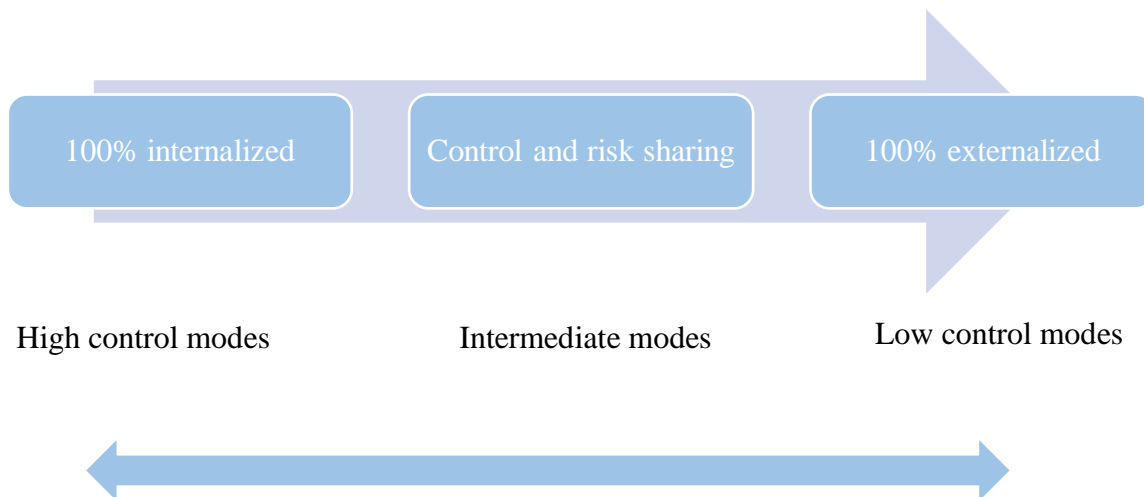 100% internalized
Control and risk sharing
100% externalized
High control modes
Intermediate modes
Low control modes